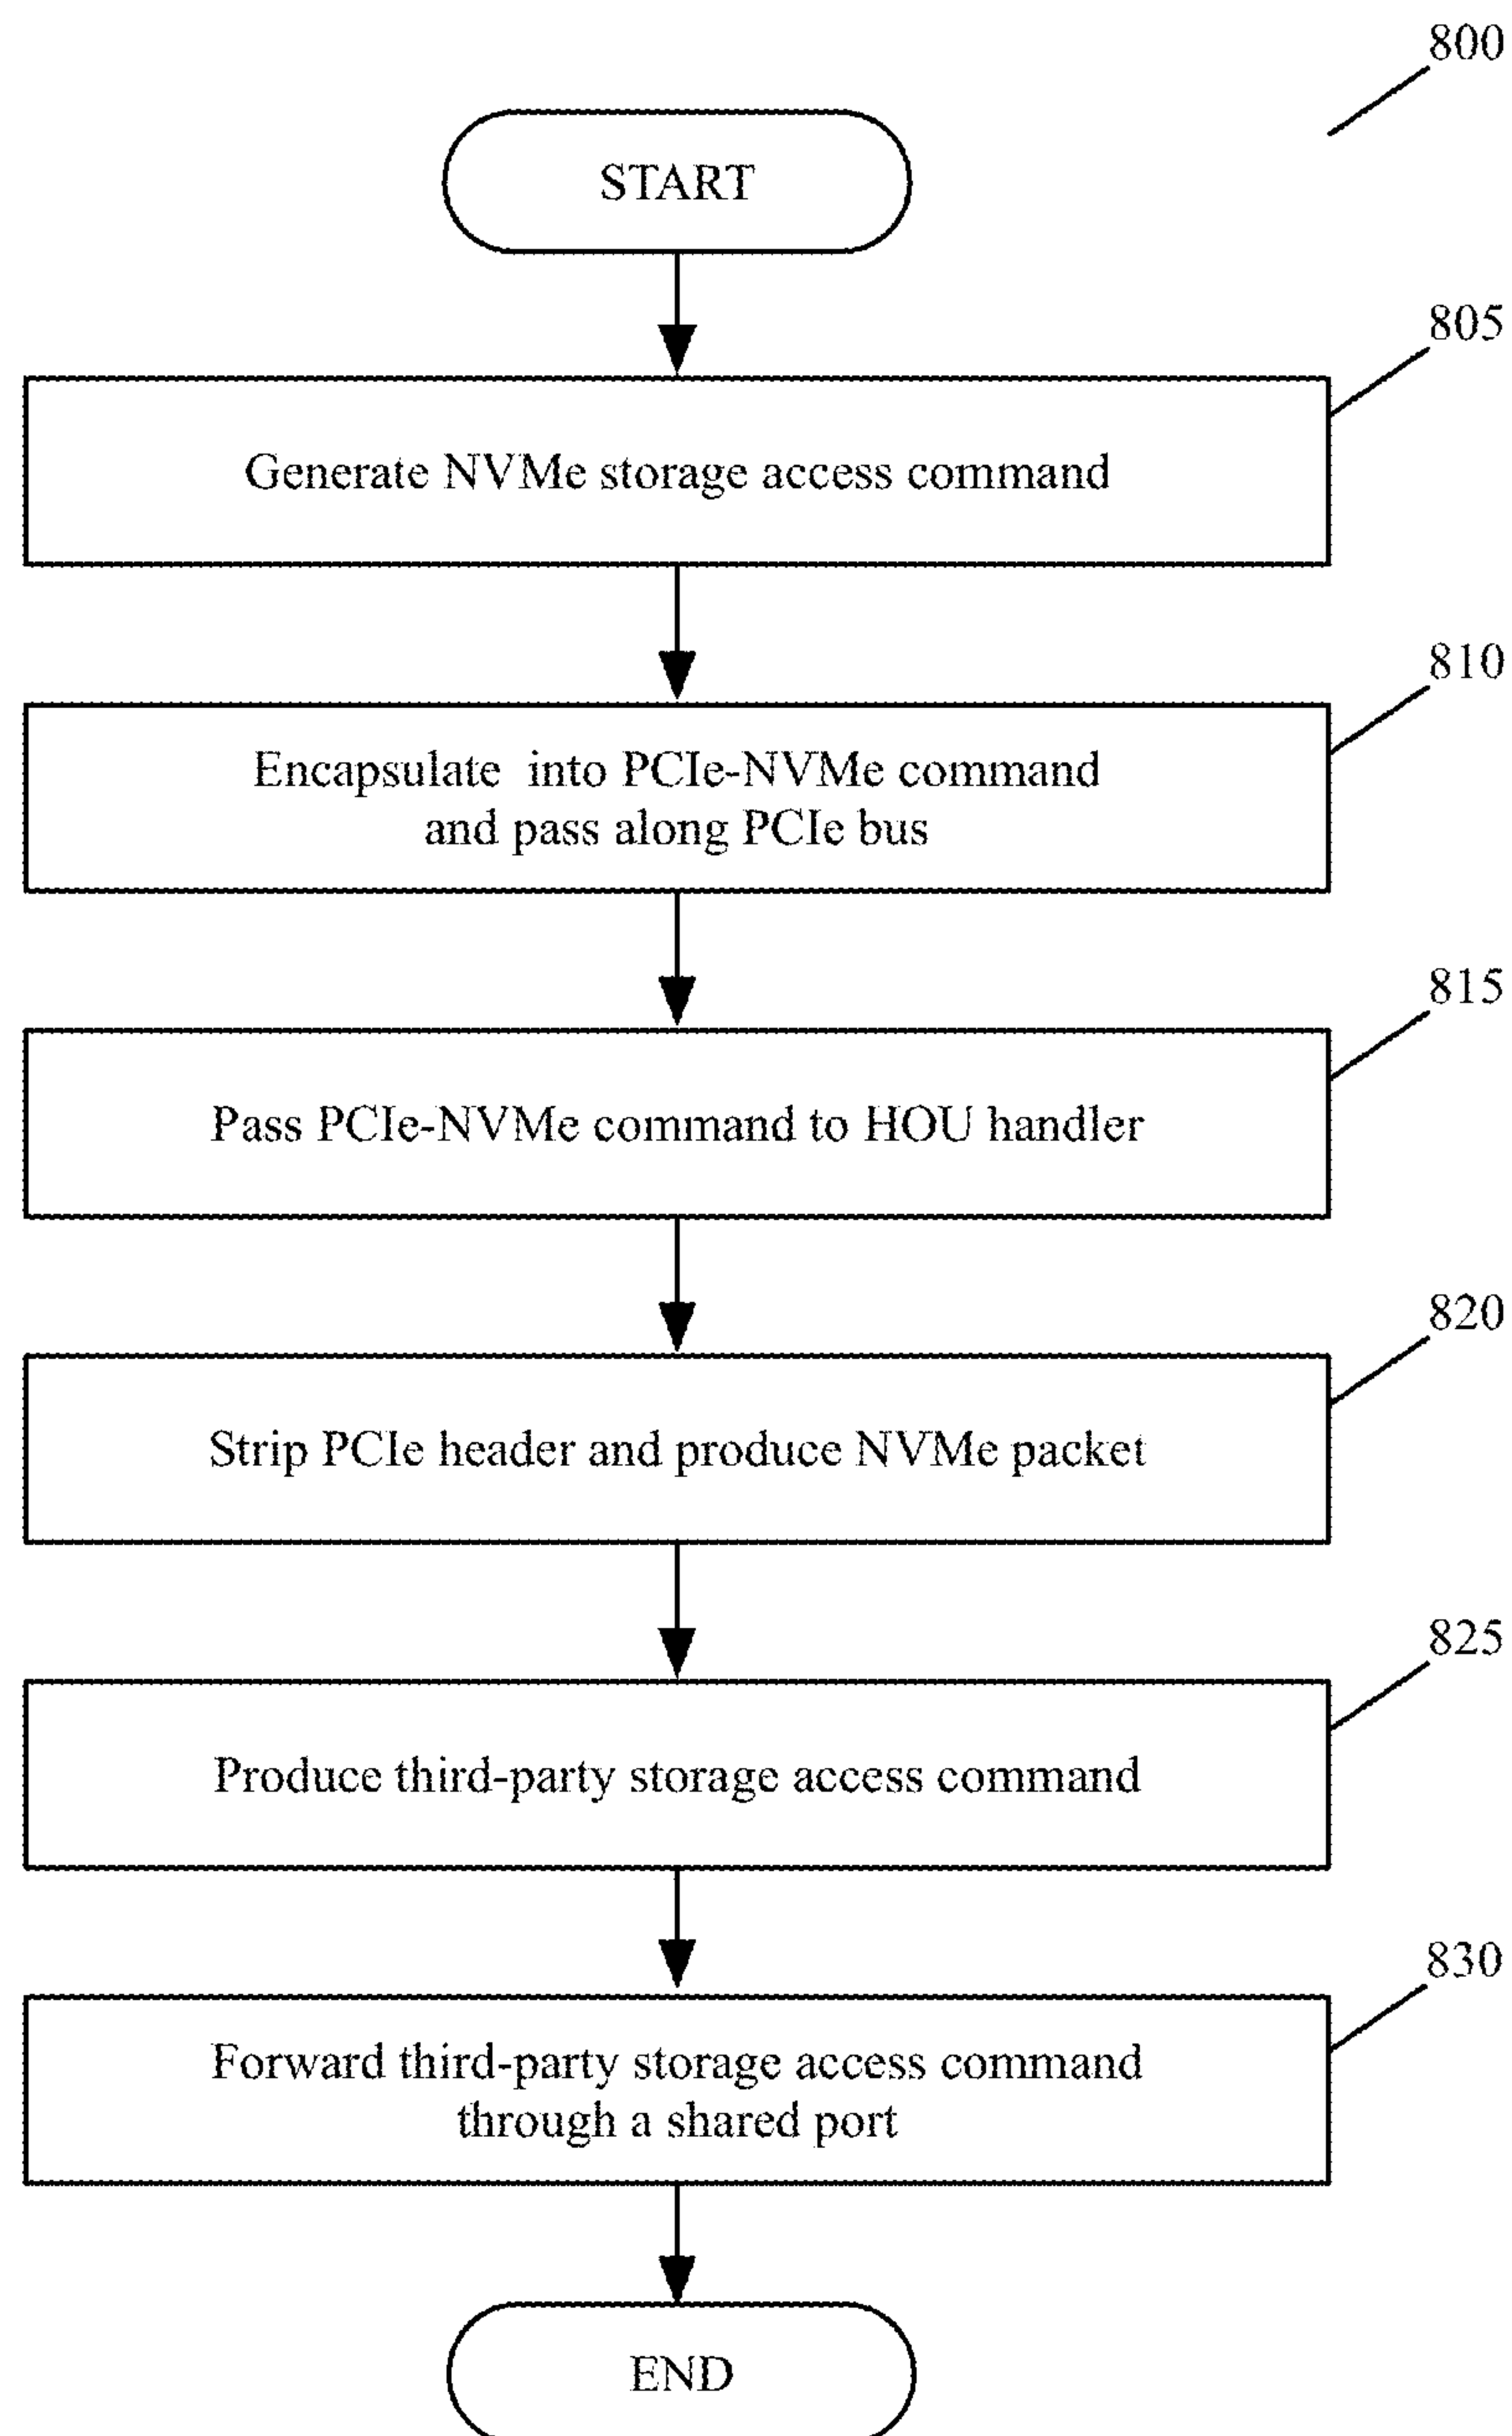 800
START
805
Generate NVMe storage access command
810
Encapsulate into PCIe-NVMe command
and pass along PCIe bus
815
Pass PCIe-NVMe command to HOU handler
820
Strip PCIe header and produce NVMe packet
825
Produce third-party storage access command
830
Forward third-party storage access command
through a shared port
END